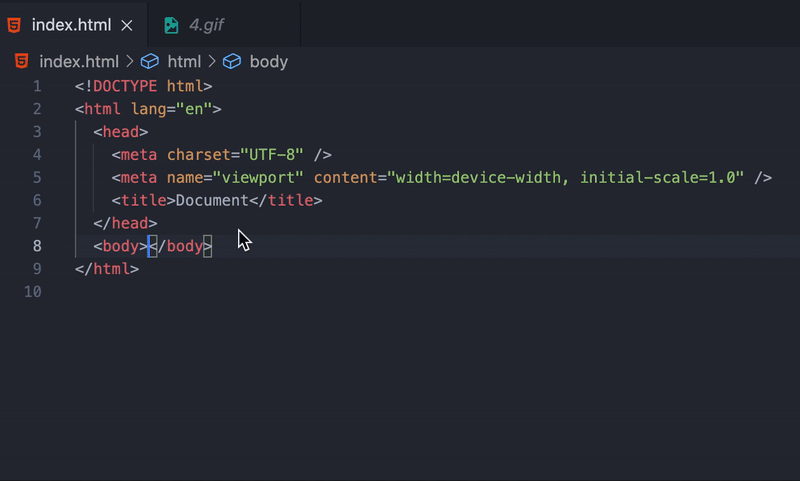 index.html
4.gif
index.html > html > body
1 <!DOCTYPE html>
2 <html lang="en">
3 <head>
4 <meta charset="UTF-8" />
5 <meta name="viewport" content="width=device-width, initial-scale=1.0" />
6 <title>Document</title>
7 </head>
8 <body></body>
9 </html>
10